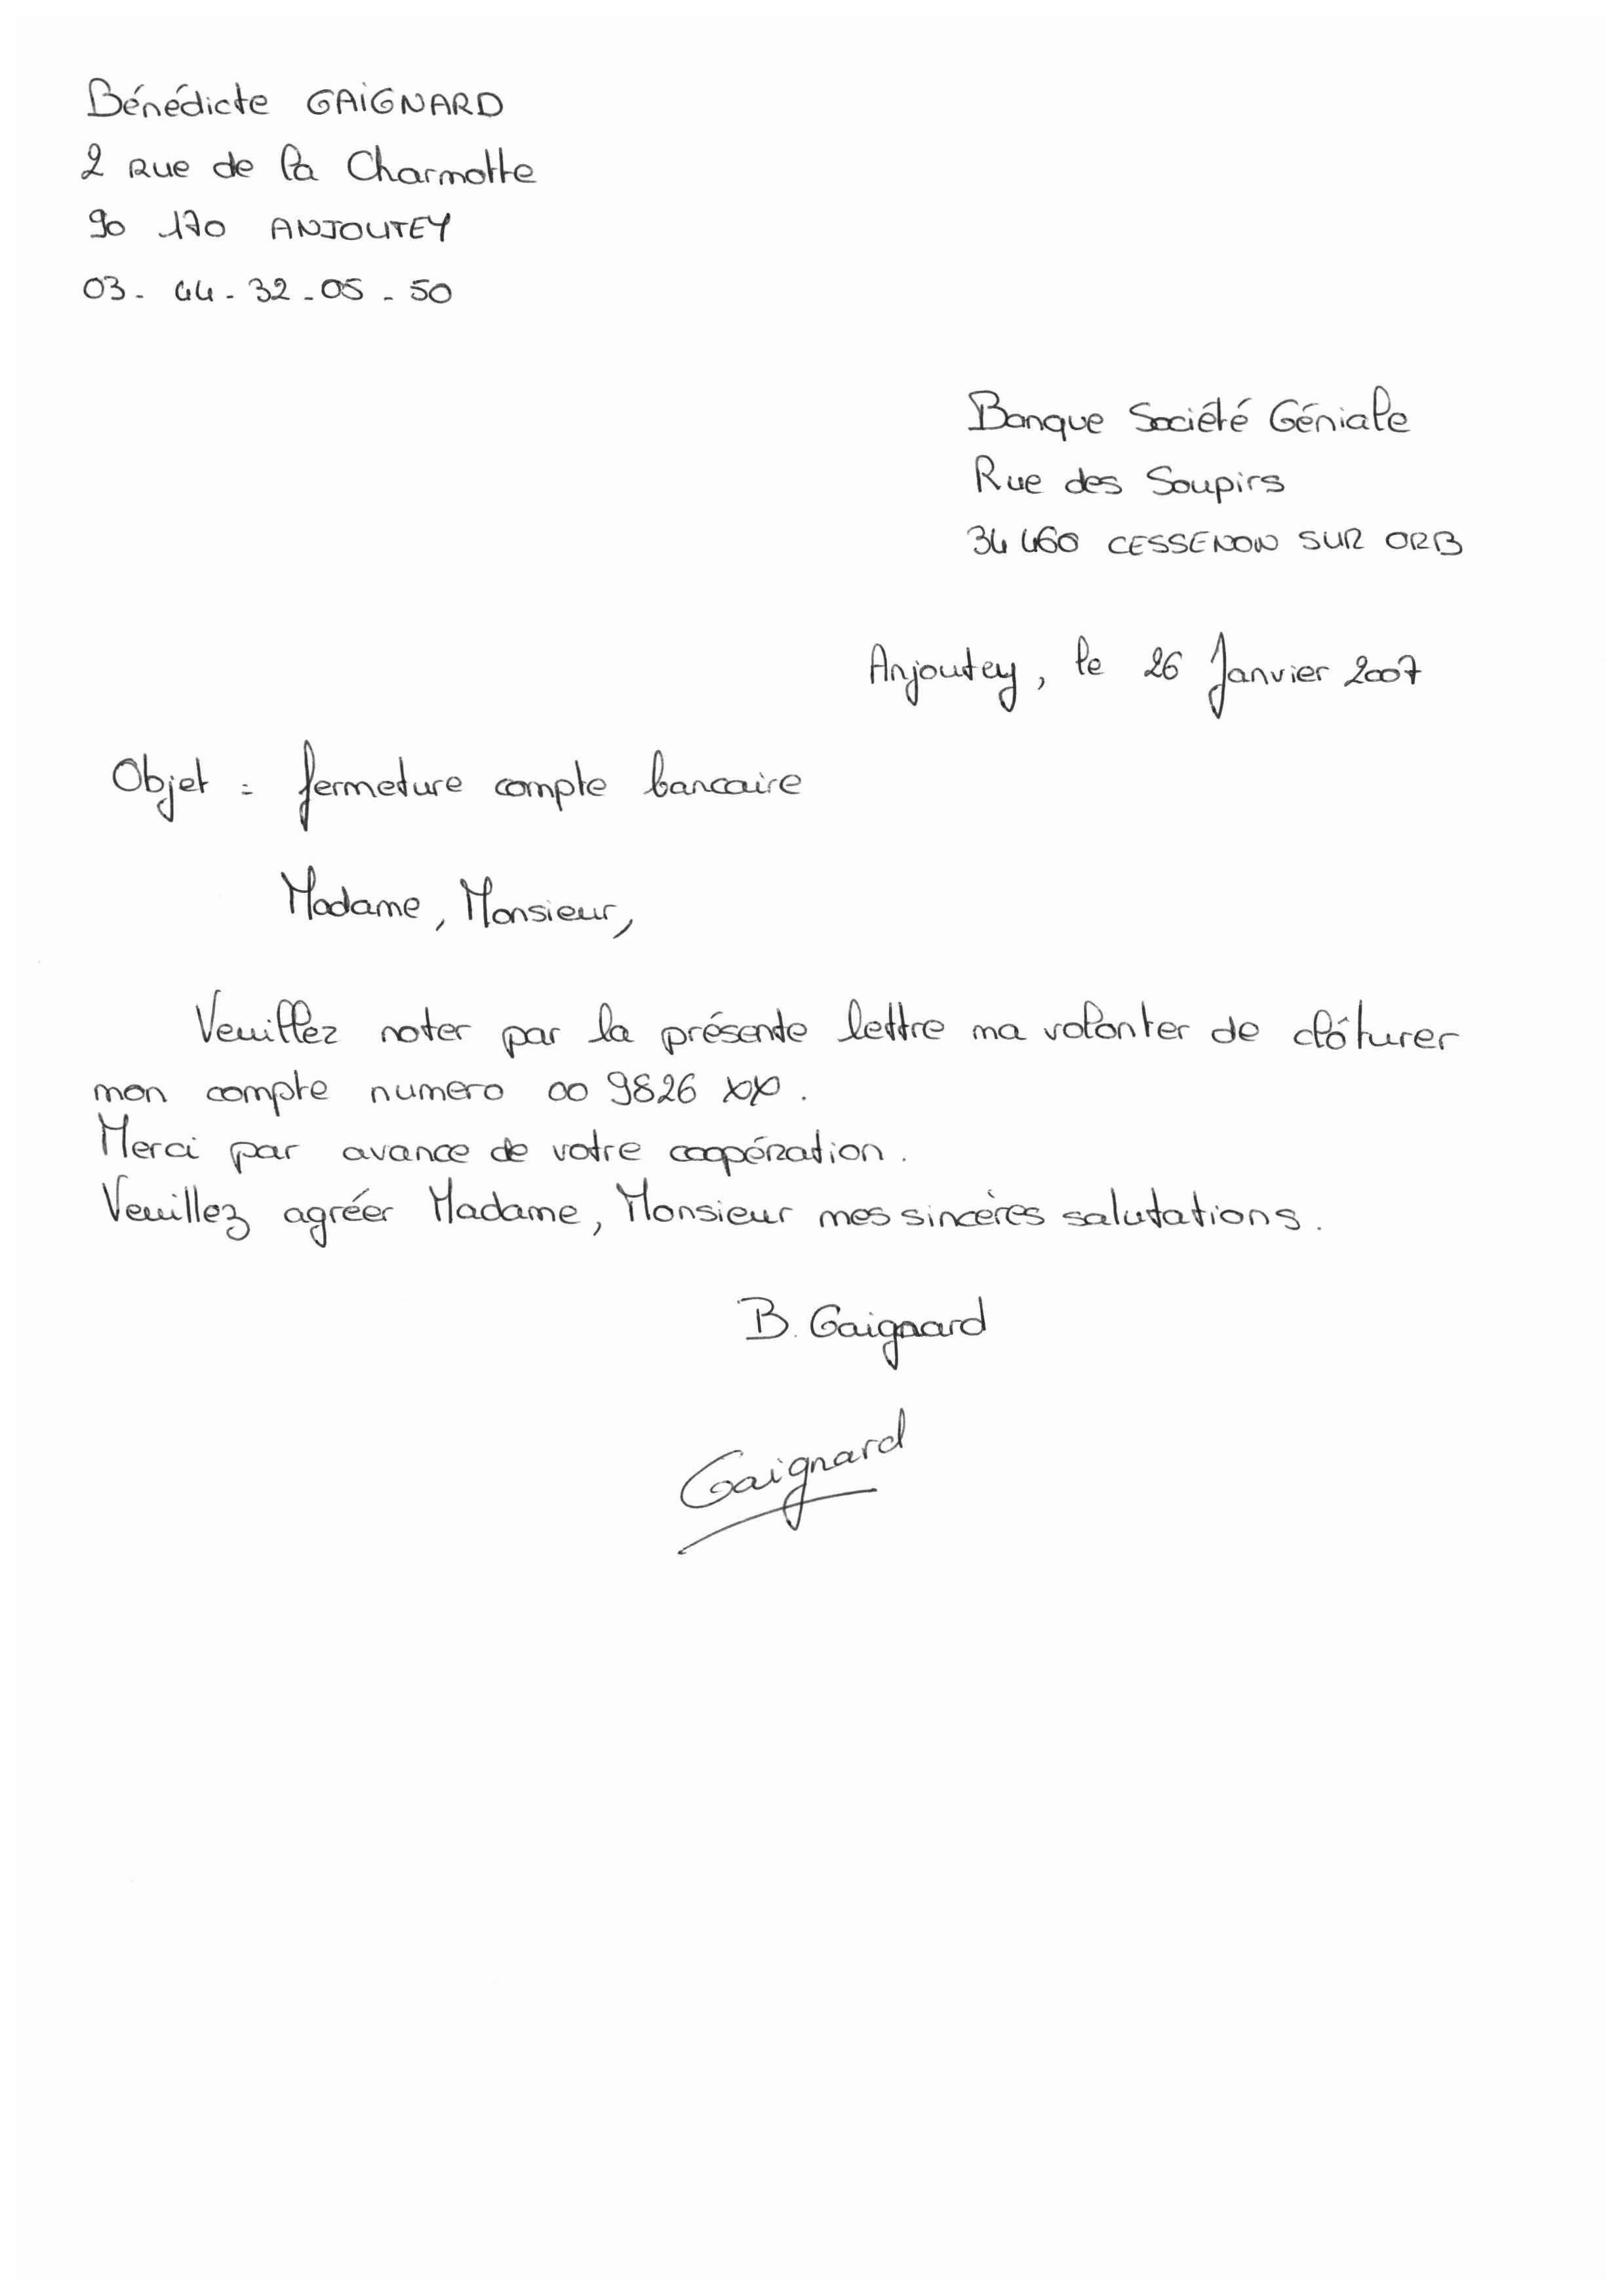 Bénédicte GAIGNARD
2 Rue de la Charmotte
90 170 ANJOUTEY
03. 44. 32. 05. 50
Banque Société Géniale
Rue des Soupirs
34 460 CESSENON SUR ORB
Anjoutey, le 26 Janvier 2007
Objet : fermeture compte bancaire
Madame, Monsieur,
Veuillez noter par la présente lettre ma volonter de clôturer
mon compte numero 00 9826 XX.
Merci par avance de votre coopération.
Veuillez agréer Madame, Monsieur mes sincères salutations.
B. Gaignard
Gaignard